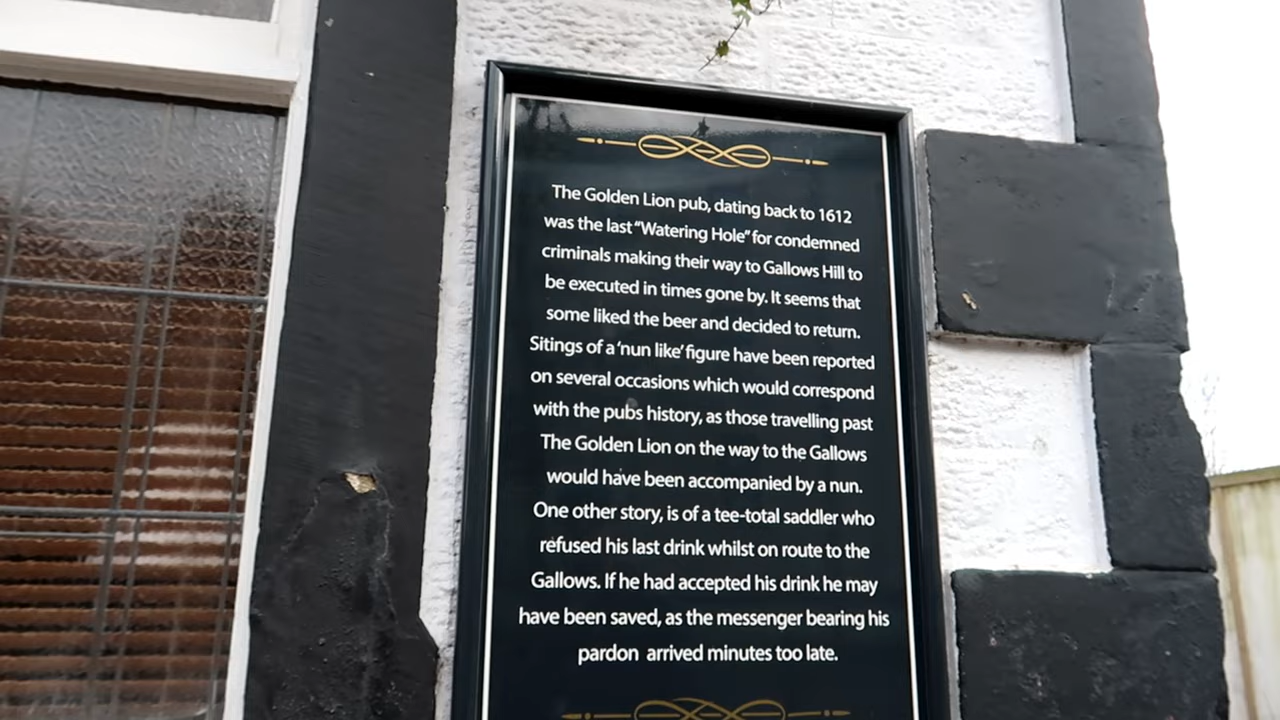 The Golden Lion pub, dating back to 1612
was the last "Watering Hole" for condemned
criminals making their way to Gallows Hill to
be executed in times gone by. It seems that
some liked the beer and decided to return.
Sitings of a 'nun like' figure have been reported
on several occasions which would correspond
with the pubs history, as those travelling past
The Golden Lion on the way to the Gallows
would have been accompanied by a nun.
One other story, is of a tee-total saddler who
refused his last drink whilst on route to the
Gallows. If he had accepted his drink he may
have been saved, as the messenger bearing his
pardon arrived minutes too late.